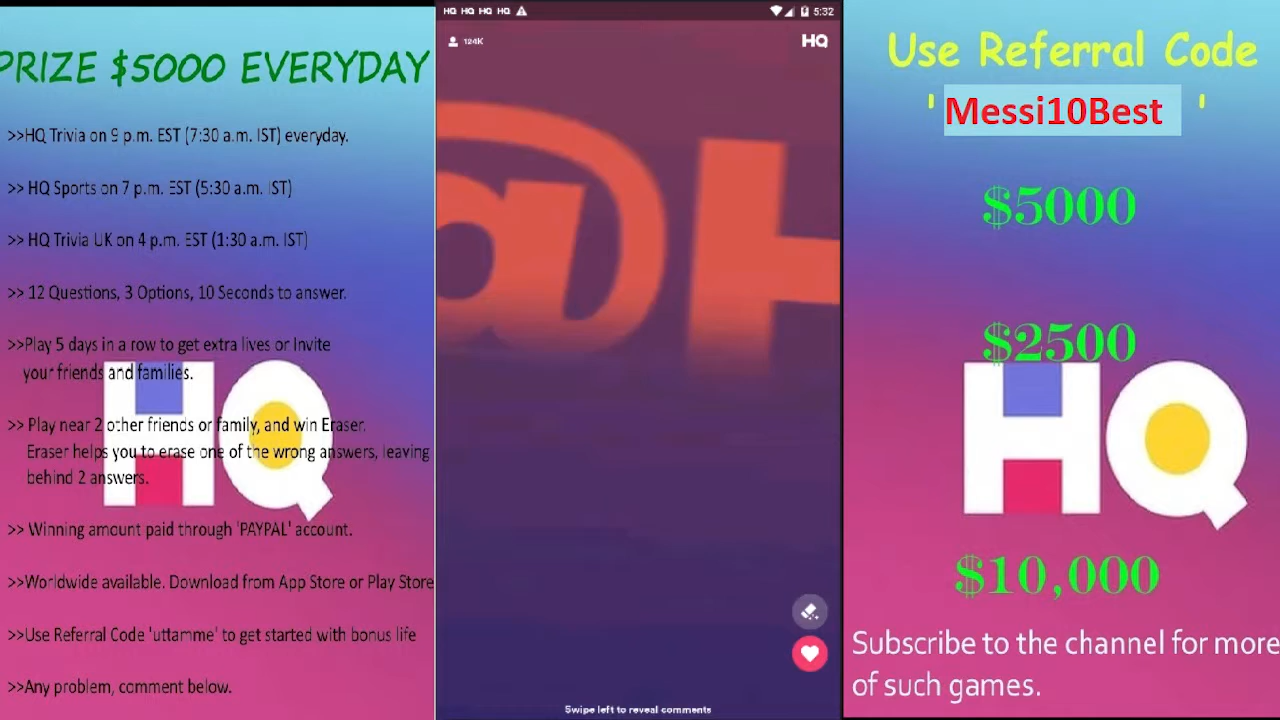 PRIZE $5000 EVERYDAY
>>HQ Trivia on 9 p.m. EST (7:30 a.m. IST) everyday.
>> HQ Sports on 7 p.m. EST (5:30 a.m. IST)
>> HQ Trivia UK on 4 p.m. EST (1:30 a.m. IST)
>> 12 Questions, 3 Options, 10 Seconds to answer.
>>Play 5 days in a row to get extra lives or Invite
your friends and families.
>> Play near 2 other friends or family, and win Eraser.
Eraser helps you to erase one of the wrong answers, leaving
behind 2 answers.
>> Winning amount paid through 'PAYPAL' account.
>>Worldwide available. Download from App Store or Play Store
>>Use Referral Code 'uttamme' to get started with bonus life
>>Any problem, comment below.
HQ
HQ HQ HQ HQ
5:32
124K
HQ
@H
Swipe left to reveal comments
Use Referral Code
' Messi10Best '
$5000
$2500
HQ
$10,000
Subscribe to the channel for more
of such games.